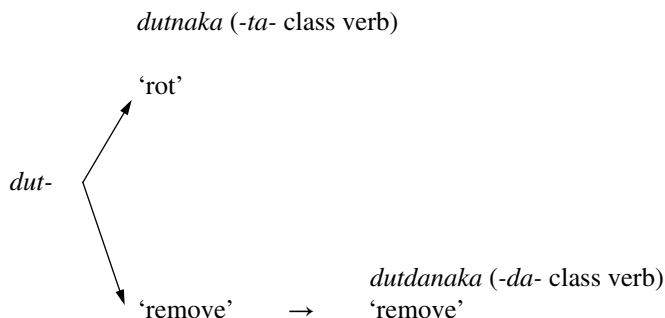 dutnaka (-ta- class verb)
‘rot’
dut-
dutdanaka (-da- class verb)
‘remove’ → ‘remove’